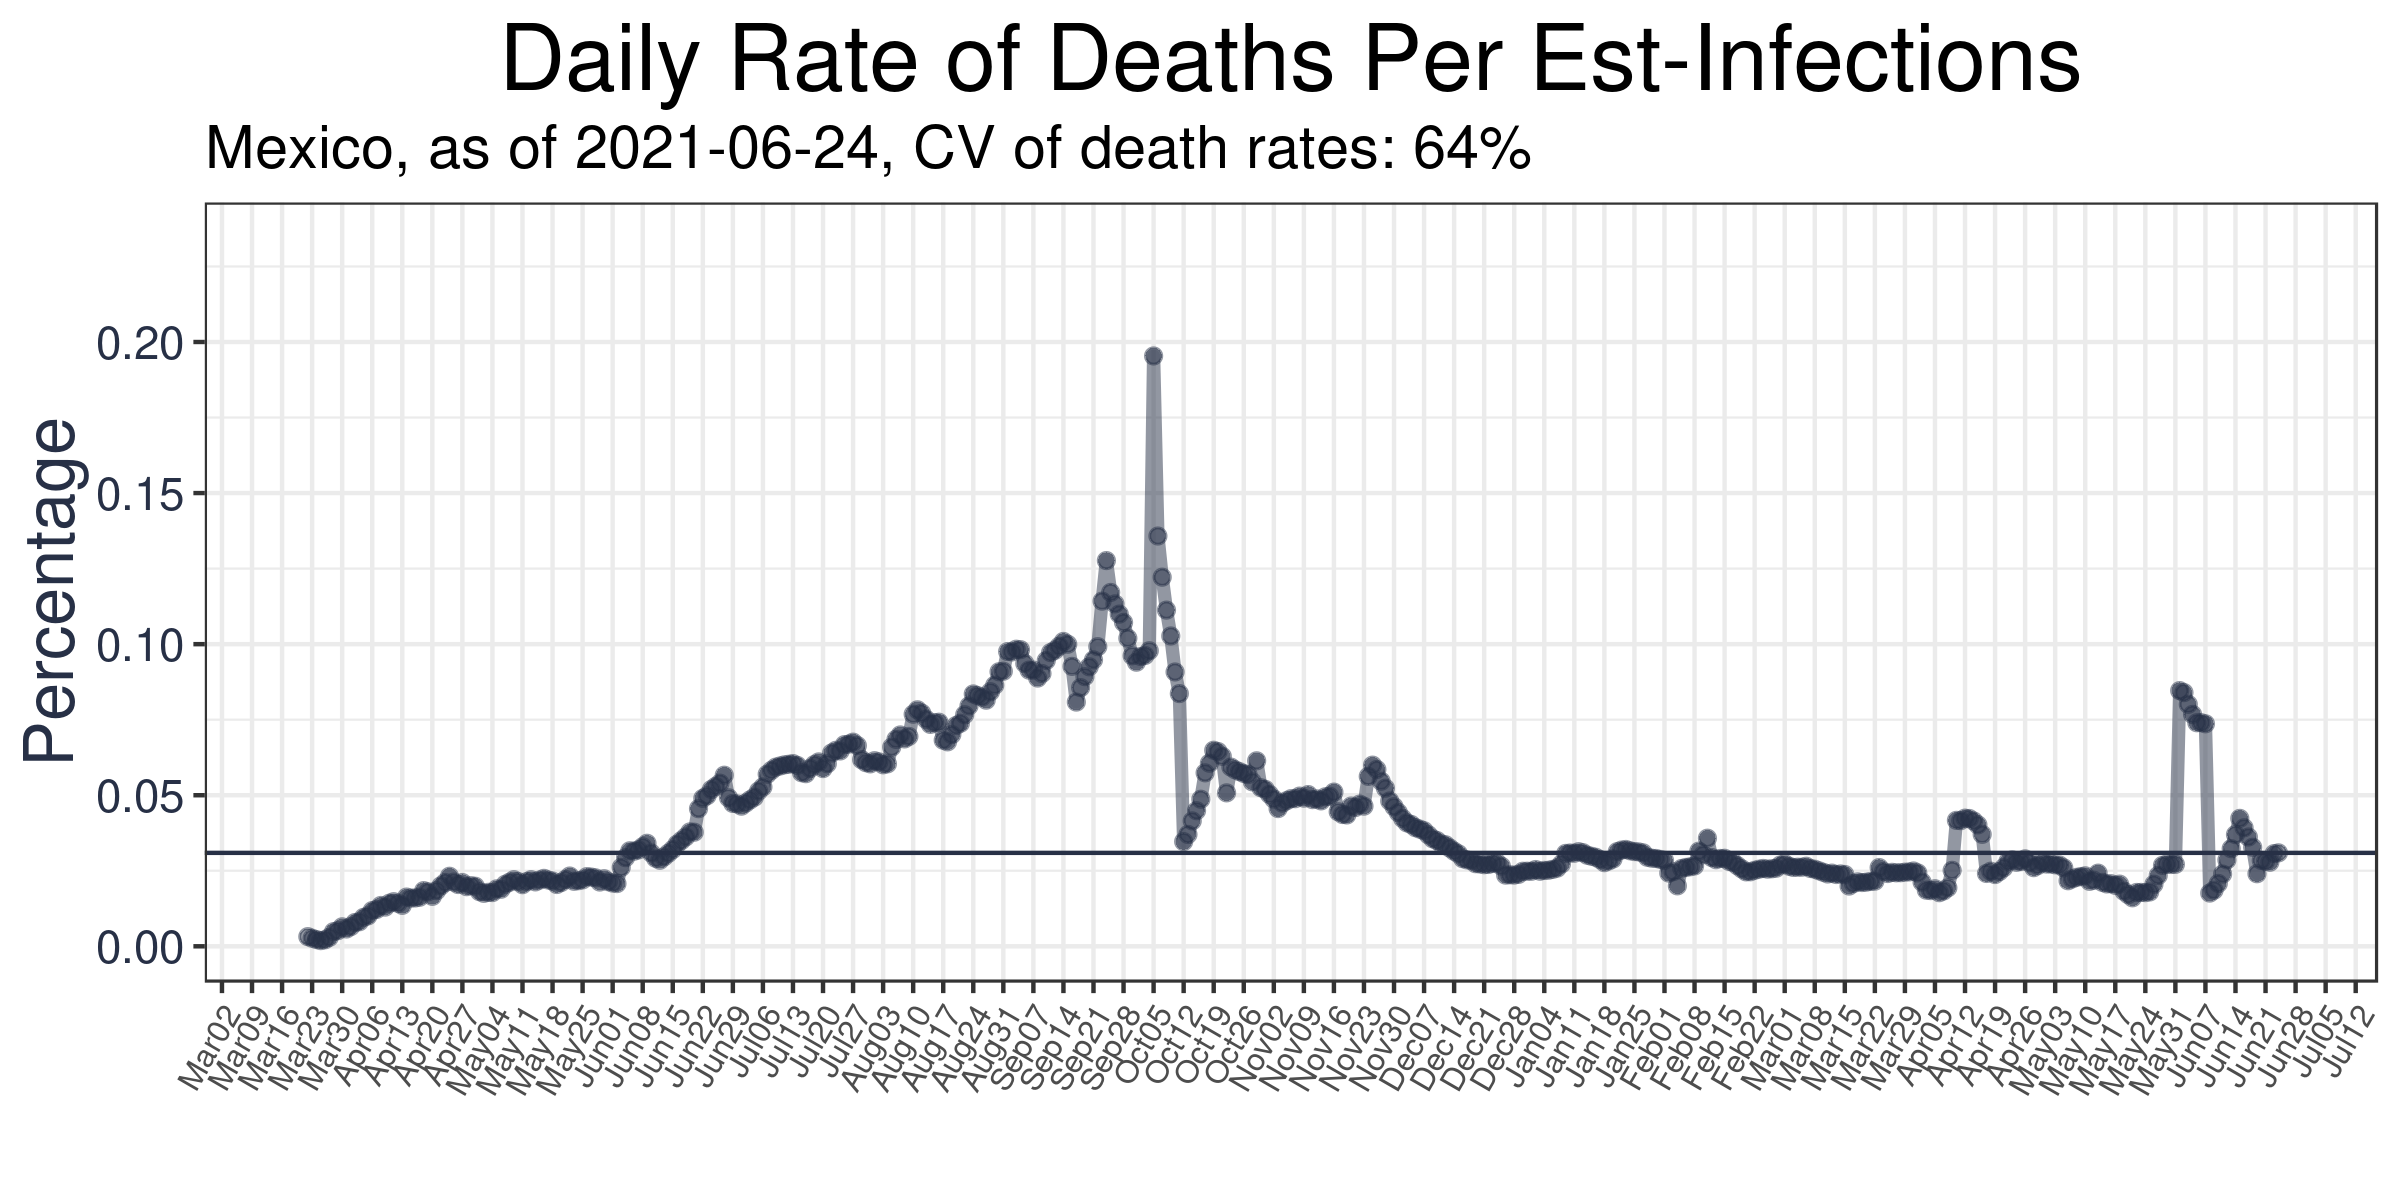 Daily Rate of Deaths Per Est-Infections
Mexico, as of 2021-06-24, CV of death rates: 64%
Percentage
0.20
0.15
0.10
0.05
0.00
Mar02
Mar09
Mar16
Mar23
Mar30
Apr06
Apr13
Apr20
Apr27
May04
May11
May18
May25
Jun01
Jun08
Jun15
Jun22
Jun29
Jul06
Jul13
Jul20
Jul27
Aug03
Aug10
Aug17
Aug24
Aug31
Sep07
Sep14
Sep21
Sep28
Oct05
Oct12
Oct19
Oct26
Nov02
Nov09
Nov16
Nov23
Nov30
Dec07
Dec14
Dec21
Dec28
Jan04
Jan11
Jan18
Jan25
Feb01
Feb08
Feb15
Feb22
Mar01
Mar08
Mar15
Mar22
Mar29
Apr05
Apr12
Apr19
Apr26
May03
May10
May17
May24
May31
Jun07
Jun14
Jun21
Jun28
Jul05
Jul12